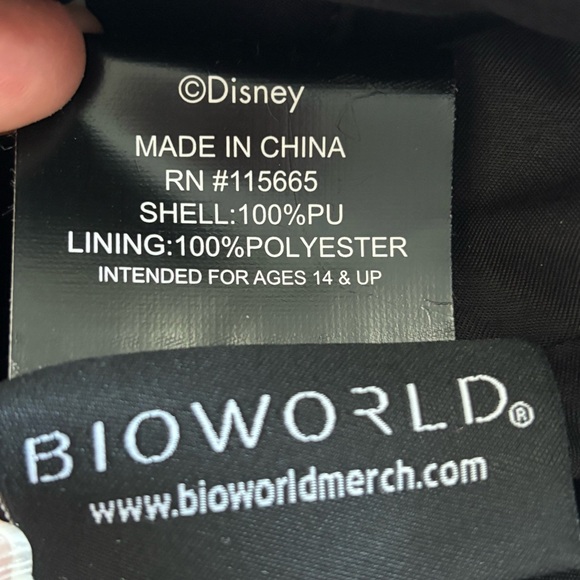 ©Disney
MADE IN CHINA
RN #115665
SHELL:100%PU
LINING:100%POLYESTER
INTENDED FOR AGES 14 & UP
BIOWORLD®
www.bioworldmerch.com